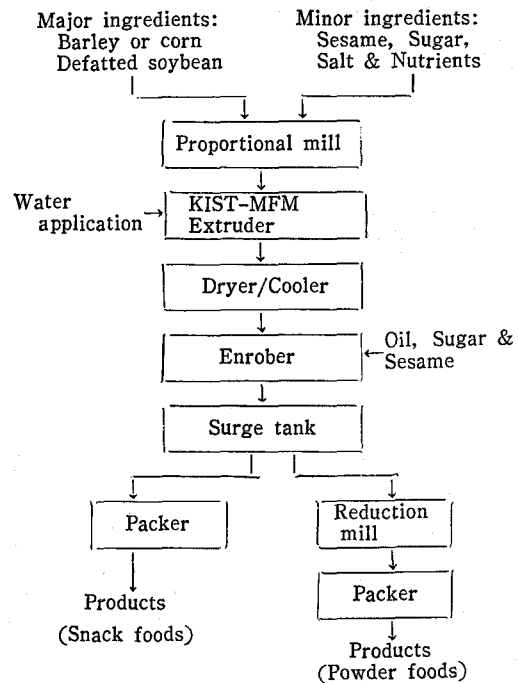 Major ingredients:
Barley or corn
Defatted soybean
Minor ingredients:
Sesame, Sugar,
Salt & Nutrients
Proportional mill
Water
application
KIST-MFM
Extruder
Dryer/Cooler
Enrober
Oil, Sugar &
Sesame
Surge tank
Packer
Reduction
mill
Products
(Snack foods)
Packer
Products
(Powder foods)